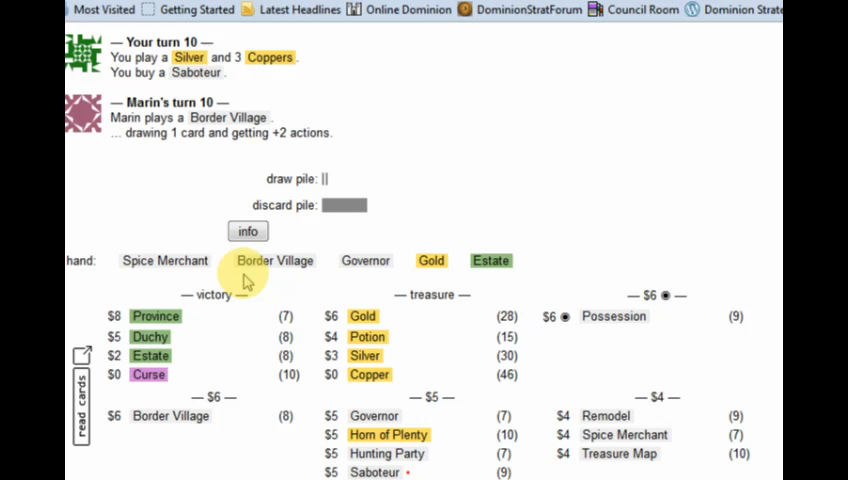 Most Visited Getting Started Latest Headlines Online Dominion DominionStratForum Council Room Dominion Strate
— Your turn 10 —
You play a Silver and 3 Coppers.
You buy a Saboteur.
— Marin's turn 10 —
Marin plays a Border Village.
... drawing 1 card and getting +2 actions.
draw pile:
discard pile:
info
hand: Spice Merchant Border Village Governor Gold Estate
— victory — — treasure — — $6 ◉ —
$8 Province (7) $6 Gold (28) $6 ◉ Possession (9)
$5 Duchy (8) $4 Potion (15)
$2 Estate (8) $3 Silver (30)
$0 Curse (10) $0 Copper (46)
read cards
— $6 — — $5 — — $4 —
$6 Border Village (8) $5 Governor (7) $4 Remodel (9)
$5 Horn of Plenty (10) $4 Spice Merchant (7)
$5 Hunting Party (7) $4 Treasure Map (10)
$5 Saboteur (9)